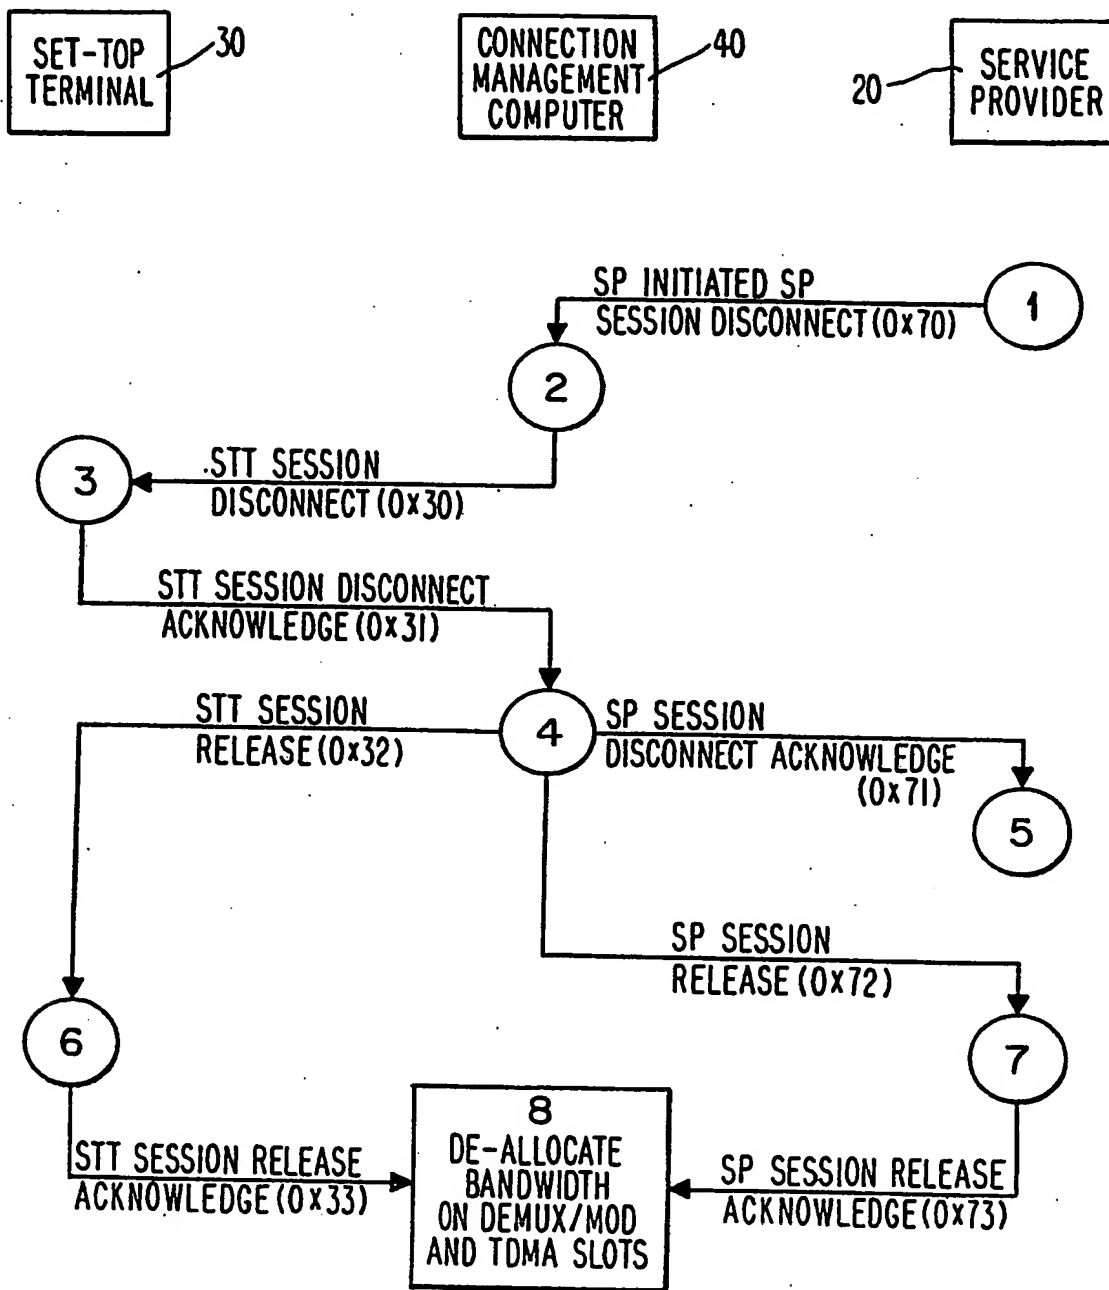 SET-TOP
TERMINAL
30
CONNECTION
MANAGEMENT
COMPUTER
40
20
SERVICE
PROVIDER
SP INITIATED SP
SESSION DISCONNECT (0x70)
1
2
3
STT SESSION
DISCONNECT (0x30)
STT SESSION DISCONNECT
ACKNOWLEDGE (0x31)
STT SESSION
RELEASE (0x32)
4
SP SESSION
DISCONNECT ACKNOWLEDGE
(0x71)
5
SP SESSION
RELEASE (0x72)
6
7
8
DE-ALLOCATE
BANDWIDTH
ON DEMUX/MOD
AND TDMA SLOTS
STT SESSION RELEASE
ACKNOWLEDGE (0x33)
SP SESSION RELEASE
ACKNOWLEDGE (0x73)